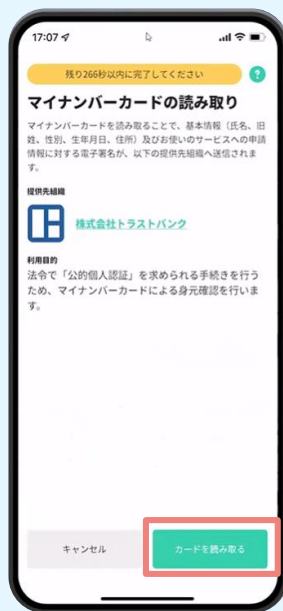 17:07
残り266秒以内に完了してください
?
マイナンバーカードの読み取り
マイナンバーカードを読み取ることで、基本情報（氏名、旧
姓、性別、生年月日、住所）及びお使いのサービスへの申請
情報に対する電子署名が、以下の提供先組織へ送信されま
す。
提供先組織
株式会社トラストバンク
利用目的
法令で「公的個人認証」を求められる手続きを行う
ため、マイナンバーカードによる身元確認を行いま
す。
キャンセル
カードを読み取る